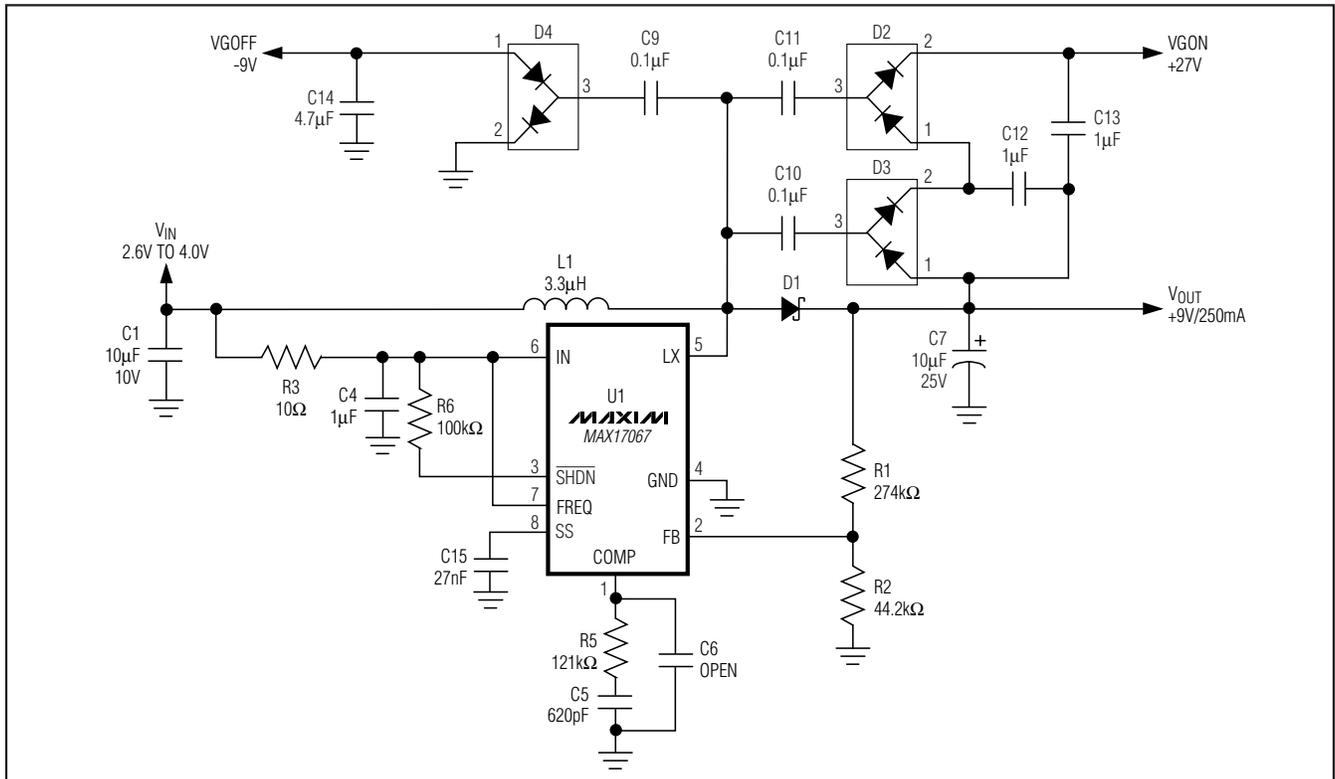 VGOFF
-9V
1
D4
3
2
C14
4.7µF
C9
0.1µF
C11
0.1µF
D2
2
3
1
VGON
+27V
C13
1µF
C12
1µF
C10
0.1µF
D3
2
3
1
VIN
2.6V TO 4.0V
L1
3.3µH
D1
VOUT
+9V/250mA
C1
10µF
10V
R3
10Ω
C4
1µF
R6
100kΩ
6
IN
LX
5
C7
+
10µF
25V
U1
MAXIM
MAX17067
3
SHDN
7
FREQ
8
SS
GND
4
FB
2
R1
274kΩ
C15
27nF
COMP
1
R2
44.2kΩ
R5
121kΩ
C6
OPEN
C5
620pF